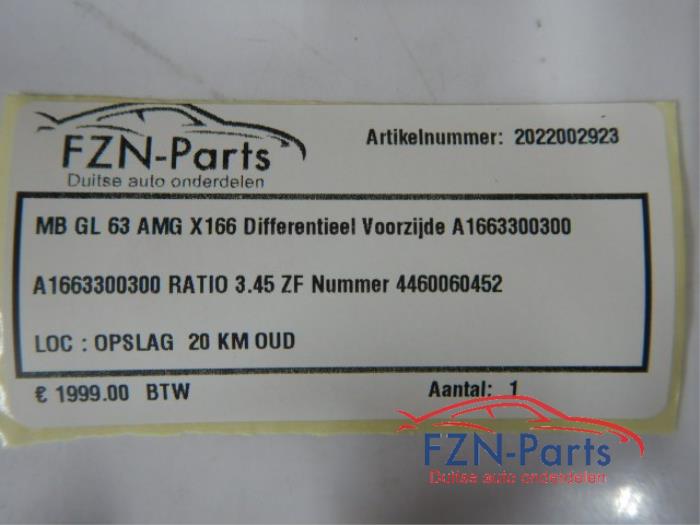 FZN-Parts
Duitse auto onderdelen
Artikelnummer: 2022002923
MB GL 63 AMG X166 Differentieel Voorzijde A1663300300
A1663300300 RATIO 3.45 ZF Nummer 4460060452
LOC : OPSLAG 20 KM OUD
€ 1999.00 BTW
Aantal: 1
FZN-Parts
Duitse auto onderdelen